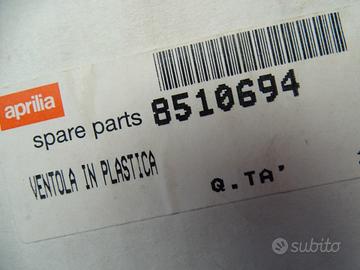 aprilia
spare parts 8510694
VENTOLA IN PLASTICA
Q.TA'
subito